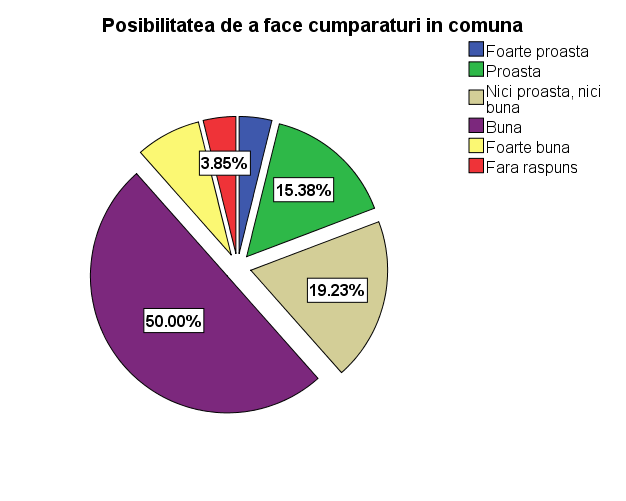 Posibilitatea de a face cumparaturi in comuna
Foarte proasta
Proasta
Nici proasta, nici
buna
Buna
Foarte buna
Fara raspuns
3.85%
15.38%
19.23%
50.00%